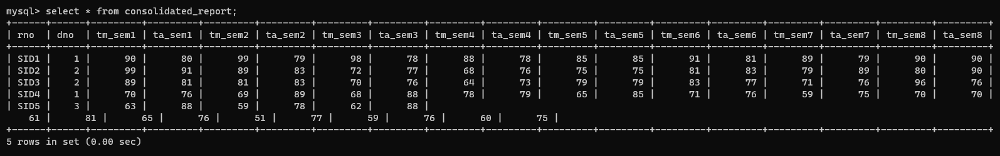 mysql> select * from consolidated_report;
+------+------+---------+---------+---------+---------+---------+---------+---------+---------+---------+---------+---------+---------+---------+---------+---------+---------+
| rno  | dno  | tm_sem1 | ta_sem1 | tm_sem2 | ta_sem2 | tm_sem3 | ta_sem3 | tm_sem4 | ta_sem4 | tm_sem5 | ta_sem5 | tm_sem6 | ta_sem6 | tm_sem7 | ta_sem7 | tm_sem8 | ta_sem8 |
+------+------+---------+---------+---------+---------+---------+---------+---------+---------+---------+---------+---------+---------+---------+---------+---------+---------+
| SID1 |    1 |      90 |      80 |      99 |      79 |      98 |      78 |      88 |      78 |      85 |      85 |      91 |      81 |      89 |      79 |      90 |      90 |
| SID2 |    2 |      99 |      91 |      89 |      83 |      72 |      77 |      68 |      76 |      75 |      75 |      81 |      83 |      79 |      89 |      80 |      90 |
| SID3 |    2 |      89 |      81 |      81 |      83 |      70 |      76 |      64 |      73 |      79 |      79 |      83 |      77 |      71 |      76 |      96 |      76 |
| SID4 |    1 |      70 |      76 |      69 |      89 |      68 |      88 |      78 |      79 |      65 |      85 |      71 |      76 |      59 |      75 |      70 |      70 |
| SID5 |    3 |      63 |      88 |      59 |      78 |      62 |      88 |
    61 |      81 |      65 |      76 |      51 |      77 |      59 |      76 |      60 |      75 |
+------+------+---------+---------+---------+---------+---------+---------+---------+---------+---------+---------+---------+---------+---------+---------+---------+---------+
5 rows in set (0.00 sec)